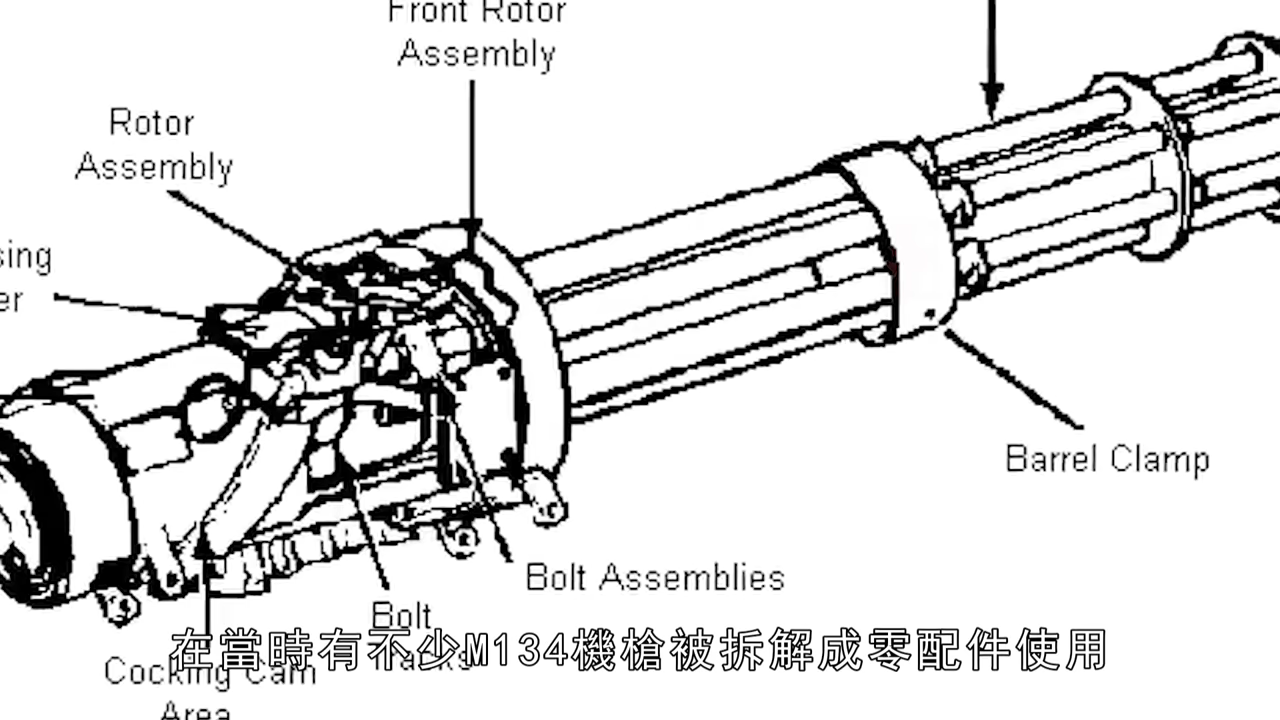 Front Rotor
Assembly
Rotor
Assembly
sing
er
Barrel Clamp
Bolt Assemblies
Bolt
在當時有不少M134機槍被拆解成零配件使用
Cocking Cam
Area